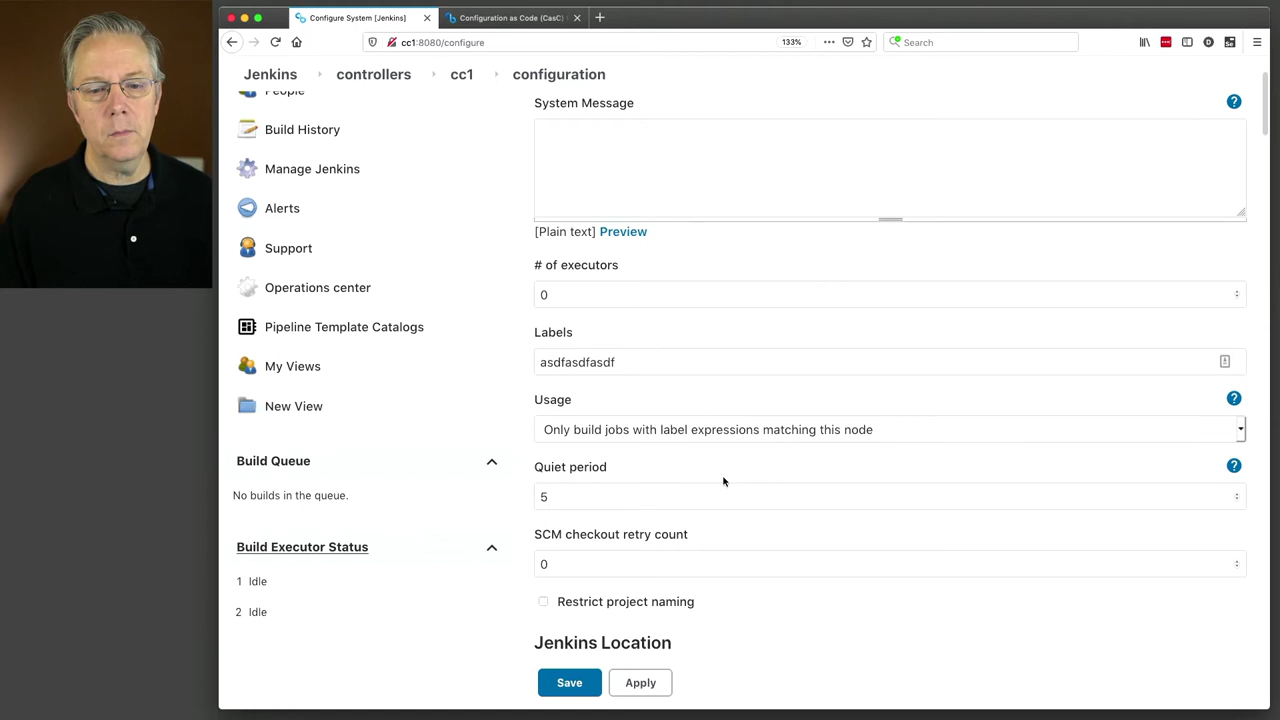 Configure System [Jenkins]
Configuration as Code (CasC)
cc1:8080/configure
133%
Search
Jenkins
controllers
cc1
configuration
People
Build History
Manage Jenkins
Alerts
Support
Operations center
Pipeline Template Catalogs
My Views
New View
Build Queue
No builds in the queue.
Build Executor Status
1 Idle
2 Idle
System Message
[Plain text] Preview
# of executors
0
Labels
asdfasdfasdf
Usage
Only build jobs with label expressions matching this node
Quiet period
5
SCM checkout retry count
0
Restrict project naming
Jenkins Location
Save Apply